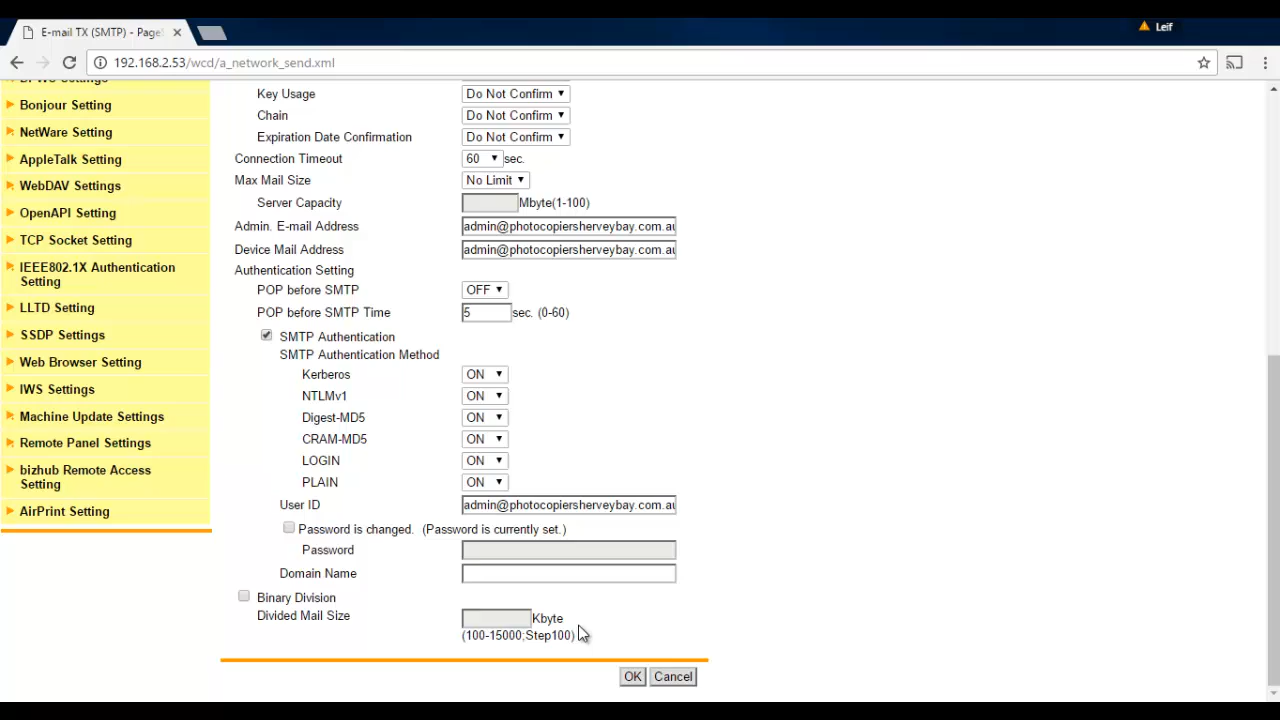 E-mail TX (SMTP) - Page
Leif
192.168.2.53/wcd/a_network_send.xml
Bonjour Setting
NetWare Setting
AppleTalk Setting
WebDAV Settings
OpenAPI Setting
TCP Socket Setting
IEEE802.1X Authentication
Setting
LLTD Setting
SSDP Settings
Web Browser Setting
IWS Settings
Machine Update Settings
Remote Panel Settings
bizhub Remote Access
Setting
AirPrint Setting
Key Usage Do Not Confirm
Chain Do Not Confirm
Expiration Date Confirmation Do Not Confirm
Connection Timeout 60 sec.
Max Mail Size No Limit
Server Capacity Mbyte(1-100)
Admin. E-mail Address admin@photocopiersherveybay.com.au
Device Mail Address admin@photocopiersherveybay.com.au
Authentication Setting
POP before SMTP OFF
POP before SMTP Time 5 sec. (0-60)
SMTP Authentication
SMTP Authentication Method
Kerberos ON
NTLMv1 ON
Digest-MD5 ON
CRAM-MD5 ON
LOGIN ON
PLAIN ON
User ID admin@photocopiersherveybay.com.au
Password is changed. (Password is currently set.)
Password
Domain Name
Binary Division
Divided Mail Size Kbyte
(100-15000;Step100)
OK Cancel